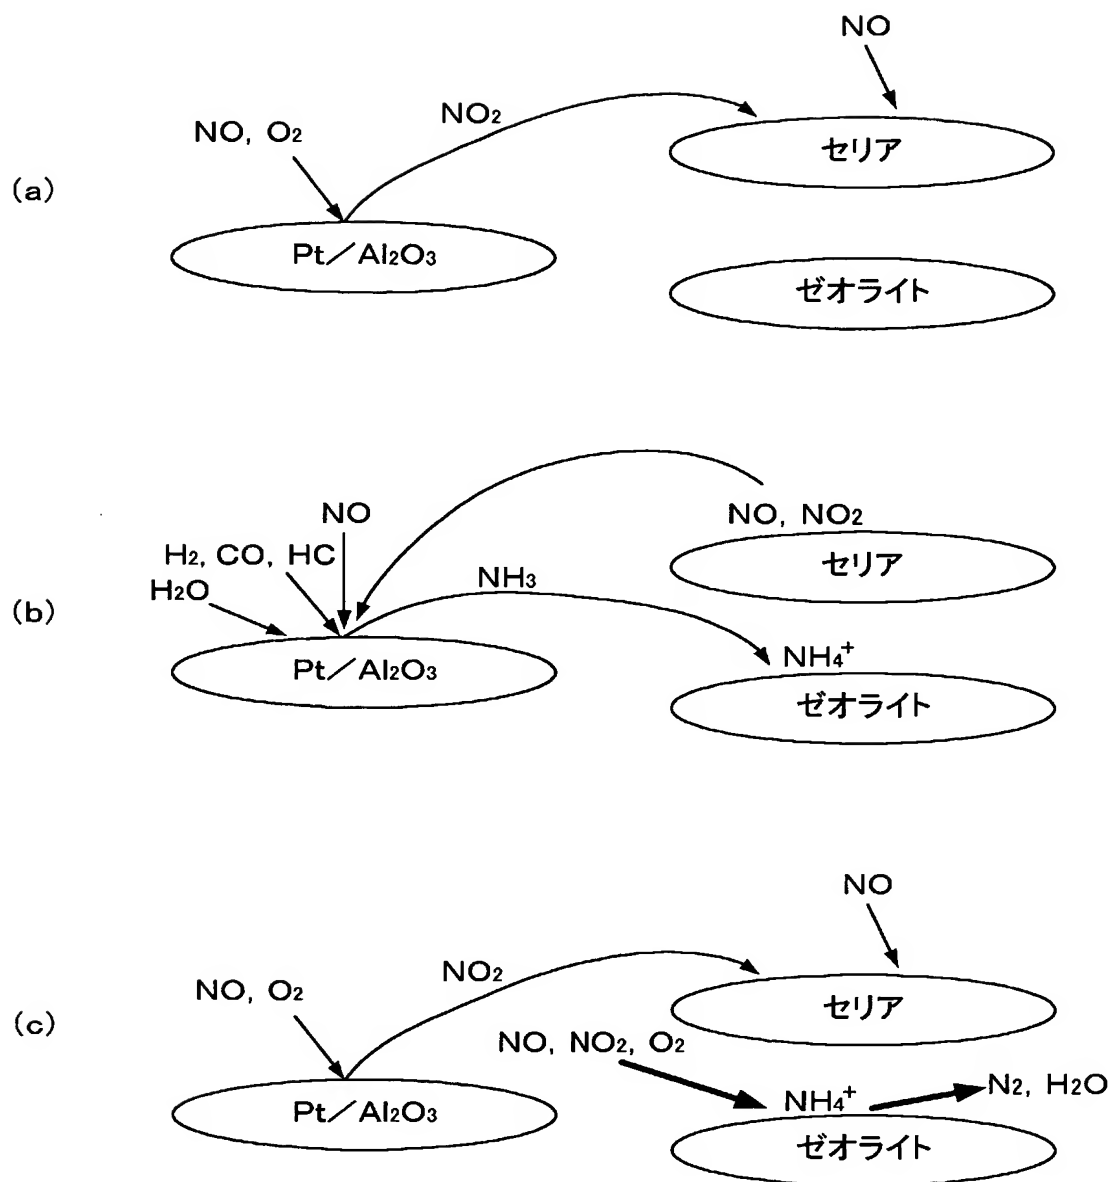 (a)
NO
NO, O₂
NO₂
セリア
Pt/Al₂O₃
ゼオライト
(b)
NO
H₂, CO, HC
H₂O
NH₃
NO, NO₂
セリア
Pt/Al₂O₃
NH₄⁺
ゼオライト
(c)
NO
NO, O₂
NO₂
セリア
NO, NO₂, O₂
NH₄⁺
N₂, H₂O
Pt/Al₂O₃
ゼオライト